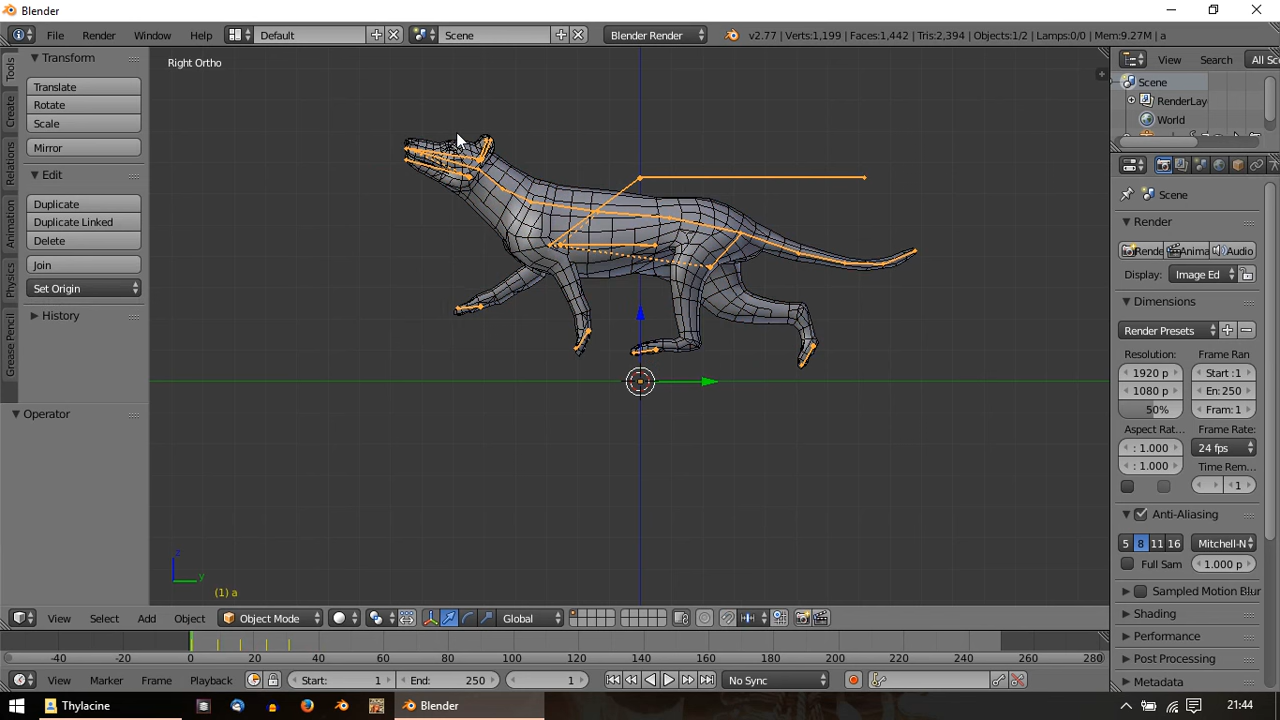 Blender
File Render Window Help Default Scene Blender Render v2.77 | Verts:1,199 | Faces:1,442 | Tris:2,394 | Objects:1/2 | Lamps:0/0 | Mem:9.27M | a
Tools
Create
Relations
Animation
Physics
Grease Pencil
Transform
Translate
Rotate
Scale
Mirror
Edit
Duplicate
Duplicate Linked
Delete
Join
Set Origin
History
Operator
Right Ortho
z
y
(1) a
View Select Add Object Object Mode Global
View Search All Sc
Scene
RenderLay
World
Scene
Render
Rende Anima Audio
Display: Image Ed
Dimensions
Render Presets
Resolution: Frame Ran
1920 p Start :1
1080 p En: 250
50% Fram: 1
Aspect Rat... Frame Rate:
: 1.000 24 fps
: 1.000 Time Rem...
1
Anti-Aliasing
5 8 11 16 Mitchell-N
Full Sam 1.000 p
Sampled Motion Blur
Shading
Performance
Post Processing
Metadata
-40 -20 0 20 40 60 80 100 120 140 160 180 200 220 240 260 280
View Marker Frame Playback Start: 1 End: 250 1 No Sync
Thylacine Blender 21:44